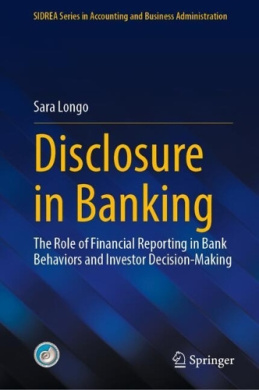 SIDREA Series in Accounting and Business Administration
Sara Longo
Disclosure
in Banking
The Role of Financial Reporting in Bank
Behaviors and Investor Decision-Making
Springer